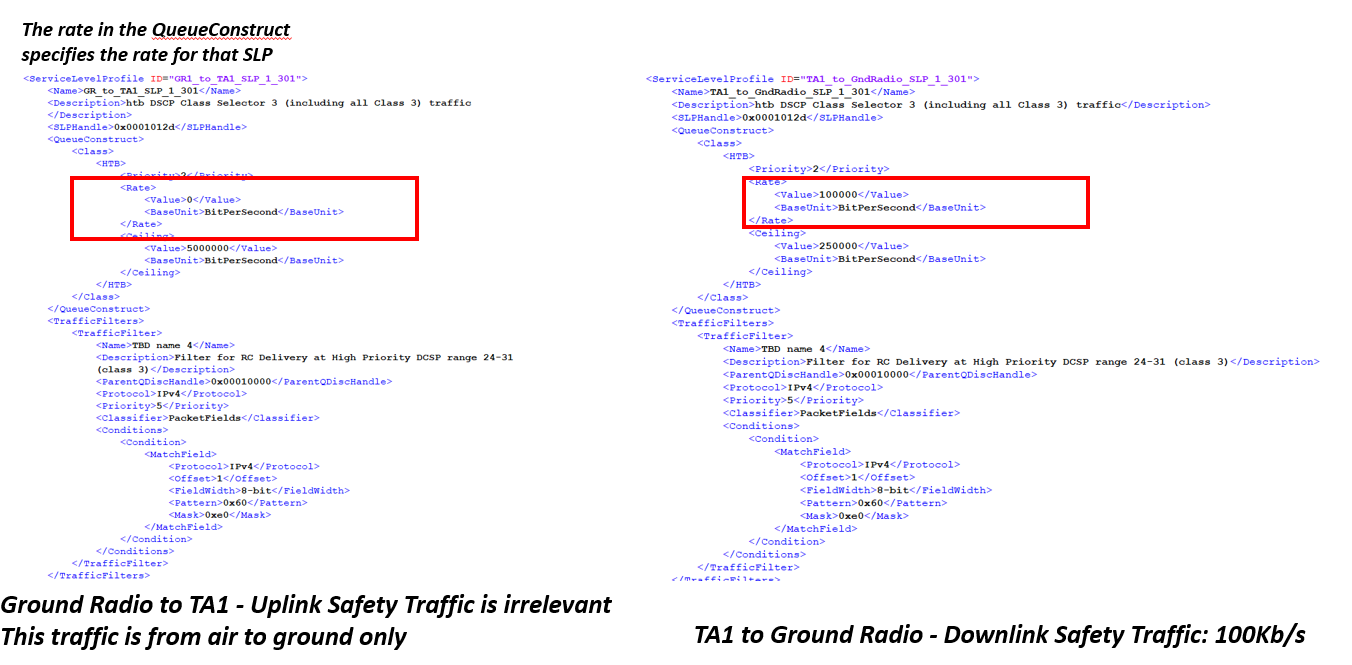 The rate in the QueueConstruct
specifies the rate for that SLP
<ServiceLevelProfile ID="GR1_to_TA1_SLP_1_301">
<Name>GR_to_TA1_SLP_1_301</Name>
<Description>htb DSCP Class Selector 3 (including all Class 3) traffic
</Description>
<SLPHandle>0x0001012d</SLPHandle>
<QueueConstruct>
<Class>
<HTB>
<Priority>2</Priority>
<Rate>
<Value>0</Value>
<BaseUnit>BitPerSecond</BaseUnit>
</Rate>
<Ceiling>
<Value>5000000</Value>
<BaseUnit>BitPerSecond</BaseUnit>
</Ceiling>
</HTB>
</Class>
</QueueConstruct>
<TrafficFilters>
<TrafficFilter>
<Name>TBD name 4</Name>
<Description>Filter for RC Delivery at High Priority DCSP range 24-31
(class 3)</Description>
<ParentQDiscHandle>0x00010000</ParentQDiscHandle>
<Protocol>IPv4</Protocol>
<Priority>5</Priority>
<Classifier>PacketFields</Classifier>
<Conditions>
<Condition>
<MatchField>
<Protocol>IPv4</Protocol>
<Offset>1</Offset>
<FieldWidth>8-bit</FieldWidth>
<Pattern>0x60</Pattern>
<Mask>0xe0</Mask>
</MatchField>
</Condition>
</Conditions>
</TrafficFilter>
</TrafficFilters>
Ground Radio to TA1 - Uplink Safety Traffic is irrelevant
This traffic is from air to ground only
<ServiceLevelProfile ID="TA1_to_GndRadio_SLP_1_301">
<Name>TA1_to_GndRadio_SLP_1_301</Name>
<Description>htb DSCP Class Selector 3 (including all Class 3) traffic</Description>
<SLPHandle>0x0001012d</SLPHandle>
<QueueConstruct>
<Class>
<HTB>
<Priority>2</Priority>
<Rate>
<Value>100000</Value>
<BaseUnit>BitPerSecond</BaseUnit>
</Rate>
<Ceiling>
<Value>250000</Value>
<BaseUnit>BitPerSecond</BaseUnit>
</Ceiling>
</HTB>
</Class>
</QueueConstruct>
<TrafficFilters>
<TrafficFilter>
<Name>TBD name 4</Name>
<Description>Filter for RC Delivery at High Priority DCSP range 24-31 (class 3)</Description>
<ParentQDiscHandle>0x00010000</ParentQDiscHandle>
<Protocol>IPv4</Protocol>
<Priority>5</Priority>
<Classifier>PacketFields</Classifier>
<Conditions>
<Condition>
<MatchField>
<Protocol>IPv4</Protocol>
<Offset>1</Offset>
<FieldWidth>8-bit</FieldWidth>
<Pattern>0x60</Pattern>
<Mask>0xe0</Mask>
</MatchField>
</Condition>
</Conditions>
</TrafficFilter>
</TrafficFilters>
TA1 to Ground Radio - Downlink Safety Traffic: 100Kb/s